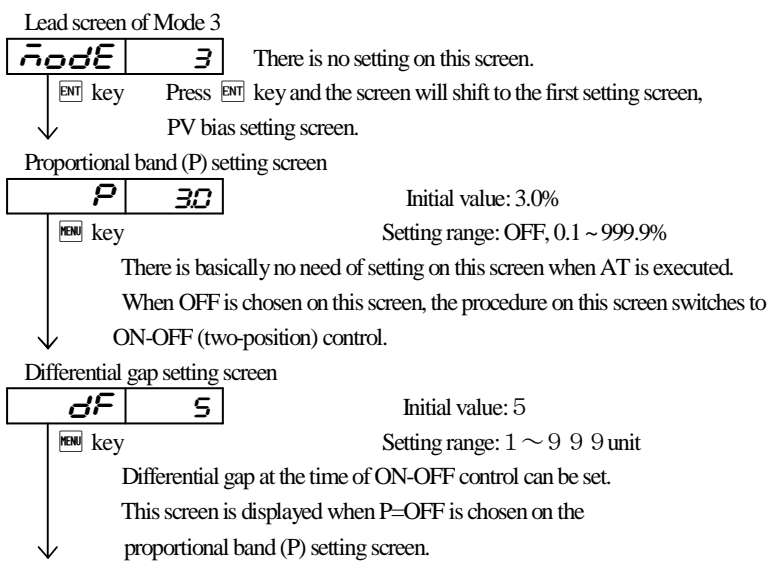 Lead screen of Mode 3
modE 3 There is no setting on this screen.
ENT key Press ENT key and the screen will shift to the first setting screen,
PV bias setting screen.
Proportional band (P) setting screen
P 3.0 Initial value: 3.0%
MENU key Setting range: OFF, 0.1 ~ 999.9%
There is basically no need of setting on this screen when AT is executed.
When OFF is chosen on this screen, the procedure on this screen switches to
ON-OFF (two-position) control.
Differential gap setting screen
dF 5 Initial value: ５
MENU key Setting range: １～９９９unit
Differential gap at the time of ON-OFF control can be set.
This screen is displayed when P=OFF is chosen on the
proportional band (P) setting screen.